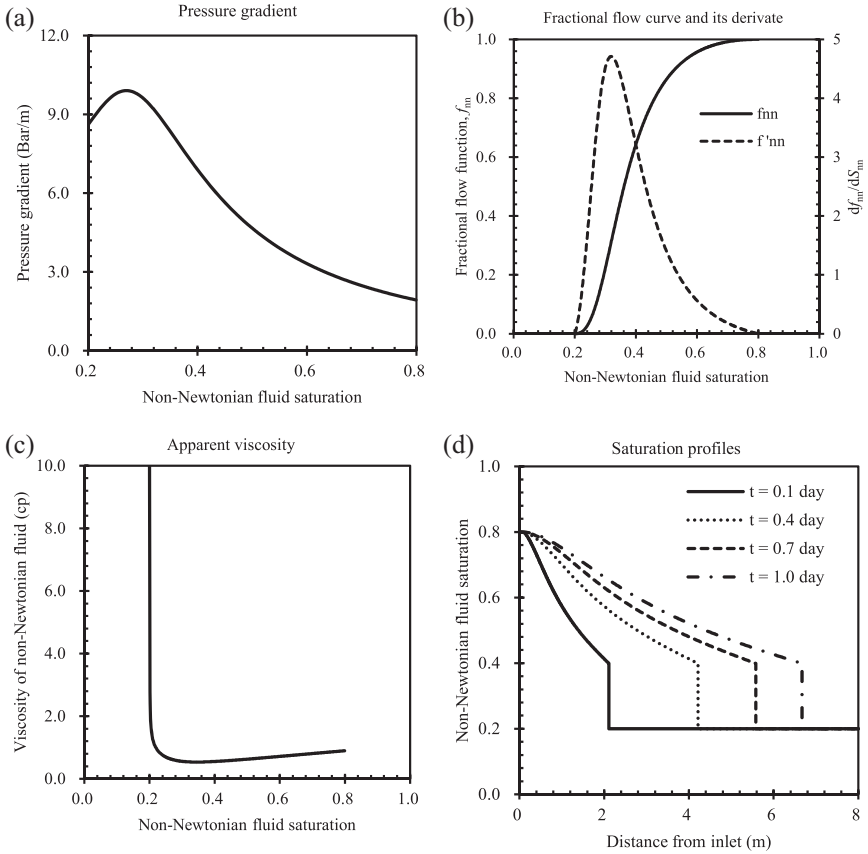 (a)
Pressure gradient
12.0
9.0
6.0
3.0
0.0
Pressure gradient (Bar/m)
0.2
0.4
0.6
0.8
Non-Newtonian fluid saturation
(b)
Fractional flow curve and its derivate
1.0
0.8
0.6
0.4
0.2
0.0
Fractional flow function, fnn
fnn
f 'nn
5
4
3
2
1
0
dfnn/dSnn
0.0
0.2
0.4
0.6
0.8
1.0
Non-Newtonian fluid saturation
(c)
Apparent viscosity
10.0
8.0
6.0
4.0
2.0
0.0
Viscosity of non-Newtonian fluid (cp)
0.0
0.2
0.4
0.6
0.8
1.0
Non-Newtonian fluid saturation
(d)
Saturation profiles
1.0
0.8
0.6
0.4
0.2
0.0
Non-Newtonian fluid saturation
t = 0.1 day
t = 0.4 day
t = 0.7 day
t = 1.0 day
0
2
4
6
8
Distance from inlet (m)